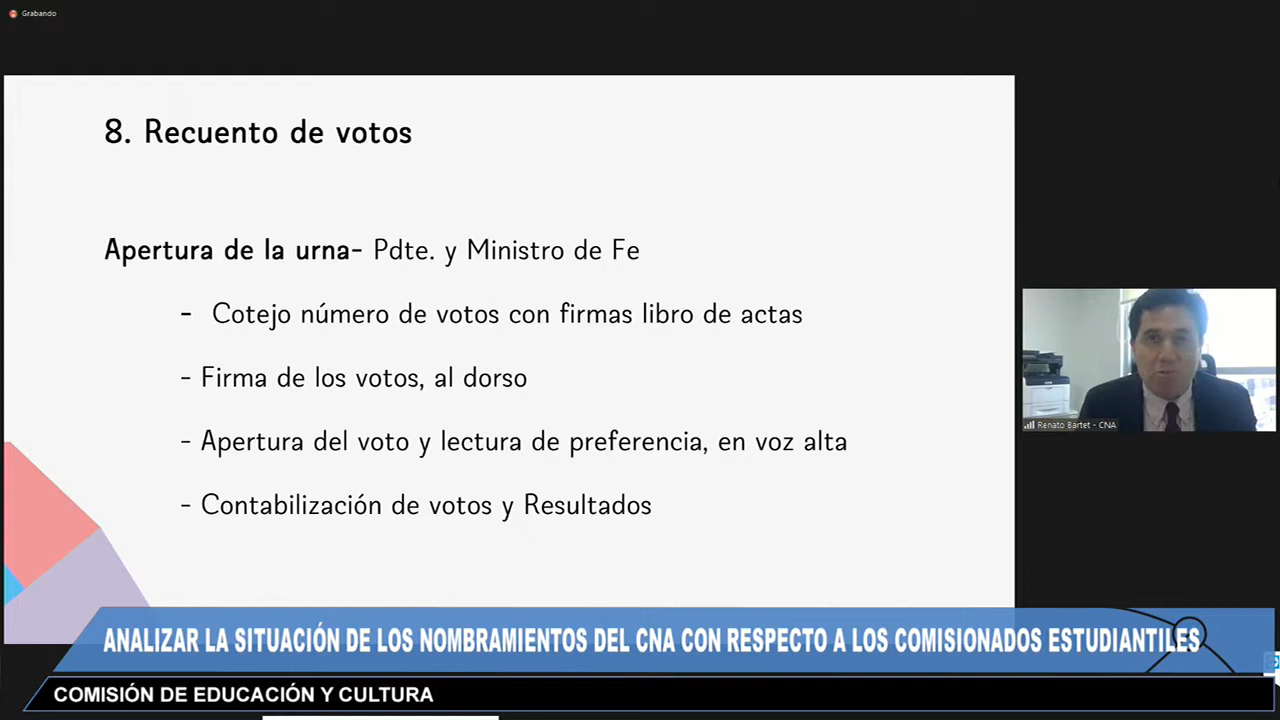 Grabando
8. Recuento de votos
Apertura de la urna- Pdte. y Ministro de Fe
- Cotejo número de votos con firmas libro de actas
- Firma de los votos, al dorso
- Apertura del voto y lectura de preferencia, en voz alta
- Contabilización de votos y Resultados
Renato Bartet - CNA
ANALIZAR LA SITUACIÓN DE LOS NOMBRAMIENTOS DEL CNA CON RESPECTO A LOS COMISIONADOS ESTUDIANTILES
COMISIÓN DE EDUCACIÓN Y CULTURA